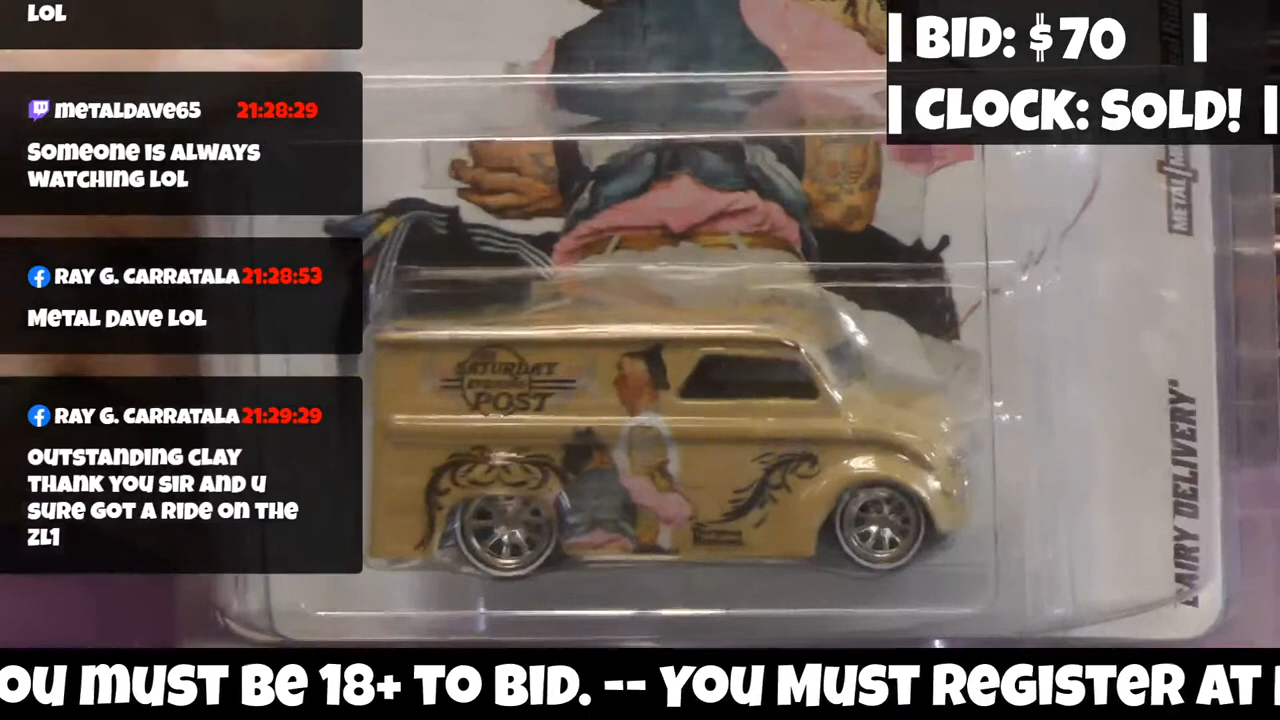 LOL
metaldave65 21:28:29
Someone is always
watching lol
Ray G. Carratala 21:28:53
Metal Dave lol
Ray G. Carratala 21:29:29
Outstanding Clay
thank you sir and u
sure got a ride on the
ZL1
| BID: $70 |
| CLOCK: SOLD! |
METAL/M
DAIRY DELIVERY
SATURDAY
EVENING
POST
OU MUST BE 18+ TO BID. -- YOU MUST REGISTER AT